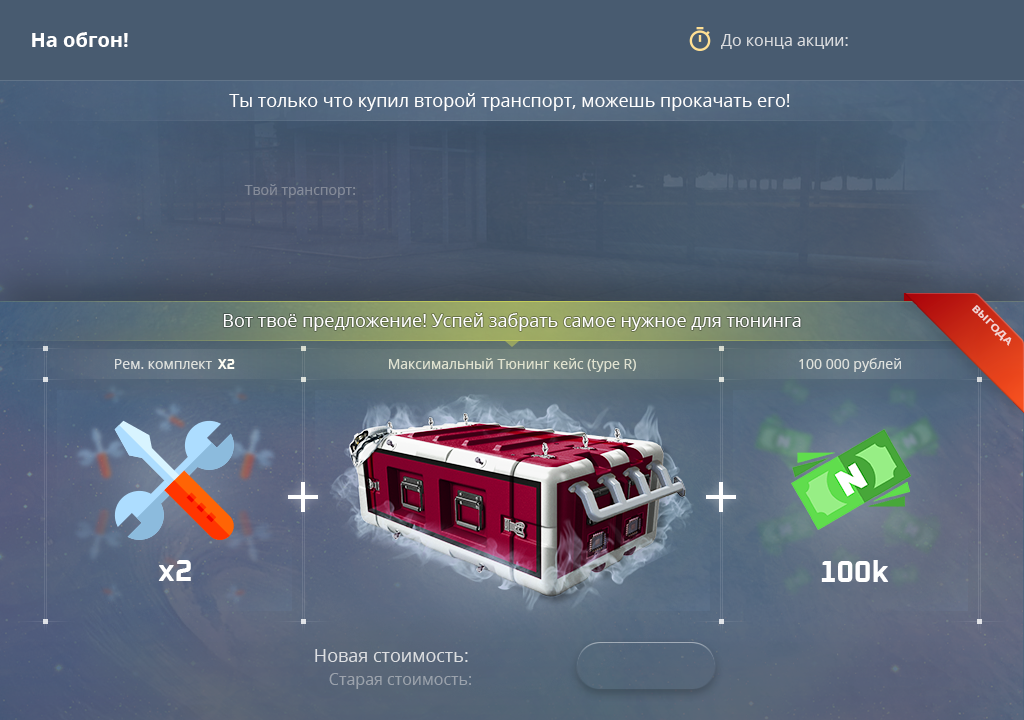 На обгон!
До конца акции:
Ты только что купил второй транспорт, можешь прокачать его!
Твой транспорт:
ВЫГОДА
Вот твоё предложение! Успей забрать самое нужное для тюнинга
Рем. комплект X2
Максимальный Тюнинг кейс (type R)
100 000 рублей
N
x2
100k
Новая стоимость:
Старая стоимость: